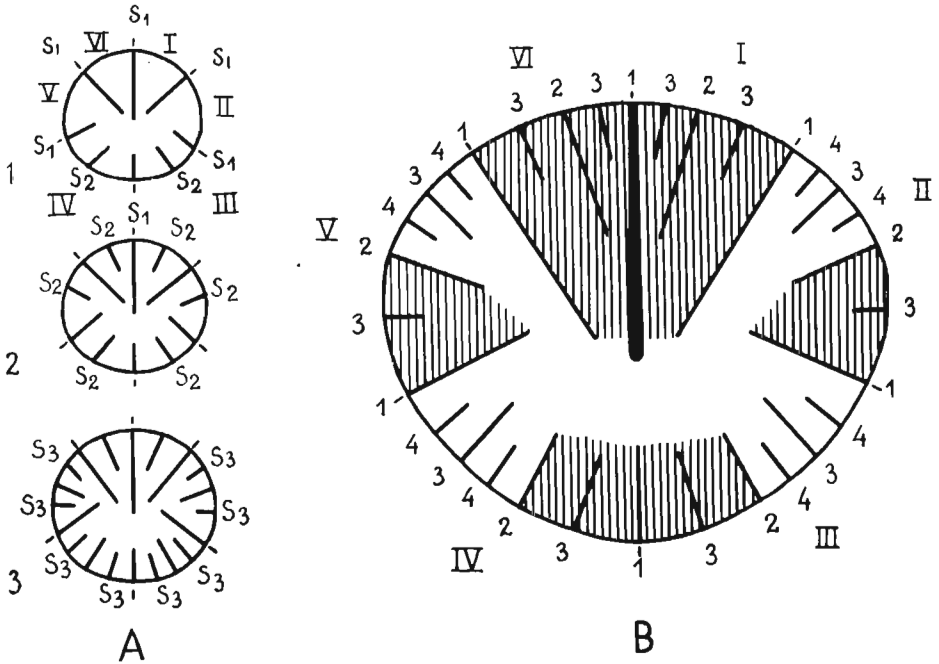 S1
S1 VI I S1
V II
S1 S1
1 S2 S2
IV III
S1
S2 S2
S2 S2
2 S2 S2
S3 S3
S3 S3
S3 S3
3 S3 S3
A
VI I
3 2 3 1 3 2 3
1 1
4 4
3 3
4 4
V II
2 2
3 3
1 1
4 4
3 3
4 4
2 2
3 3
1
IV III
B